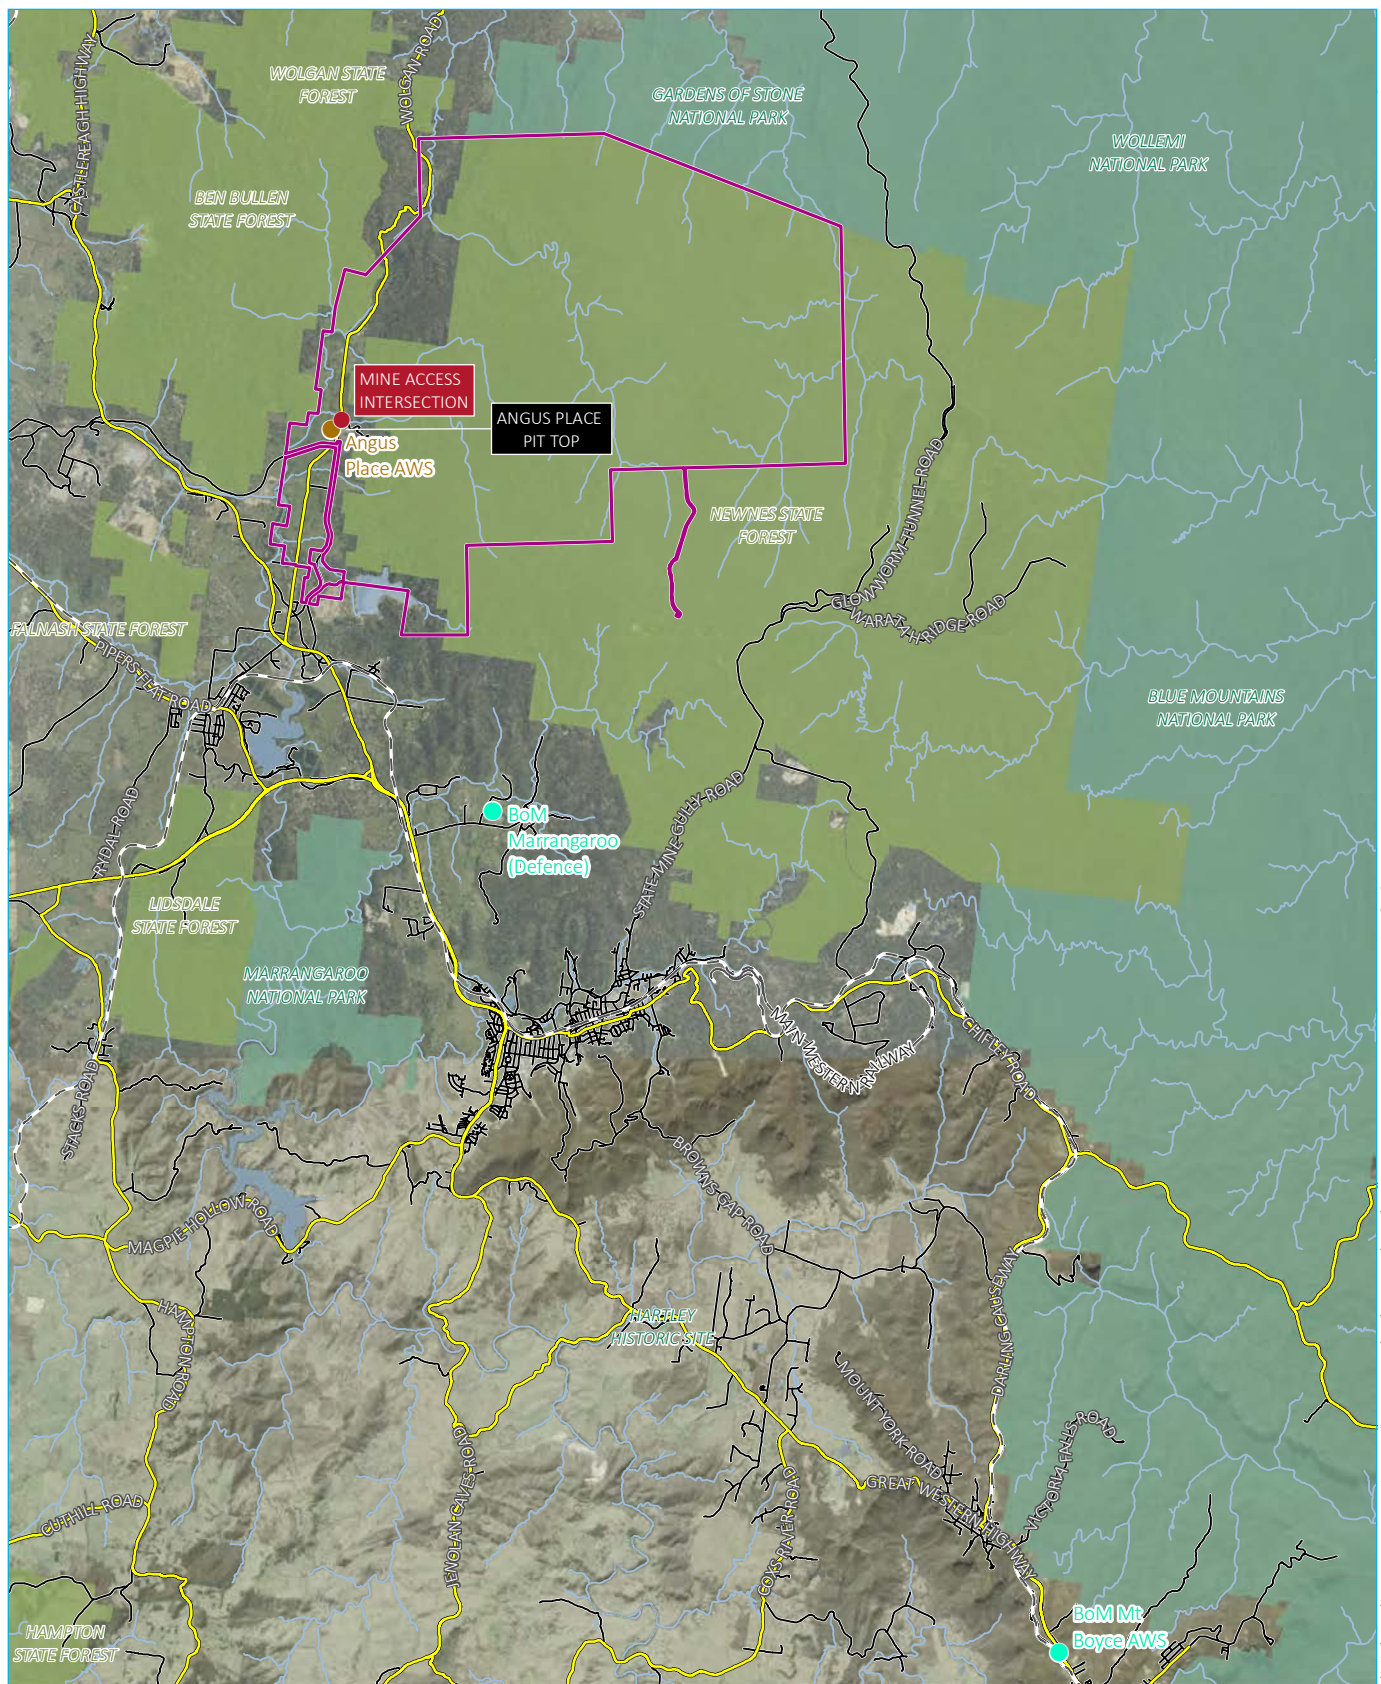 CASTLEREAGH HIGHWAY
WOLGAN STATE
FOREST
WOLGAN ROAD
GARDENS OF STONE
NATIONAL PARK
WOLLEMI
NATIONAL PARK
BEN BULLEN
STATE FOREST
MINE ACCESS
INTERSECTION
ANGUS PLACE
PIT TOP
Angus
Place AWS
NEWNES STATE
FOREST
GLOWWORM TUNNEL ROAD
WARATAH RIDGE ROAD
FALNASH STATE FOREST
PIPERS FLAT ROAD
BLUE MOUNTAINS
NATIONAL PARK
RYDAL ROAD
BoM
Marrangaroo
(Defence)
STATE MINE GULLY ROAD
LIDSDALE
STATE FOREST
MARRANGAROO
NATIONAL PARK
MAIN WESTERN RAILWAY
CHIFLEY ROAD
STACKS ROAD
BROWNS GAP ROAD
MAGPIE HOLLOW ROAD
HAMPTON ROAD
HARTLEY
HISTORIC SITE
DARLING CAUSEWAY
MOUNT YORK ROAD
VICTORIA FALLS ROAD
JENOLAN CAVES ROAD
GREAT WESTERN HIGHWAY
COXS RIVER ROAD
CUTHILL ROAD
HAMPTON
STATE FOREST
BoM Mt
Boyce AWS